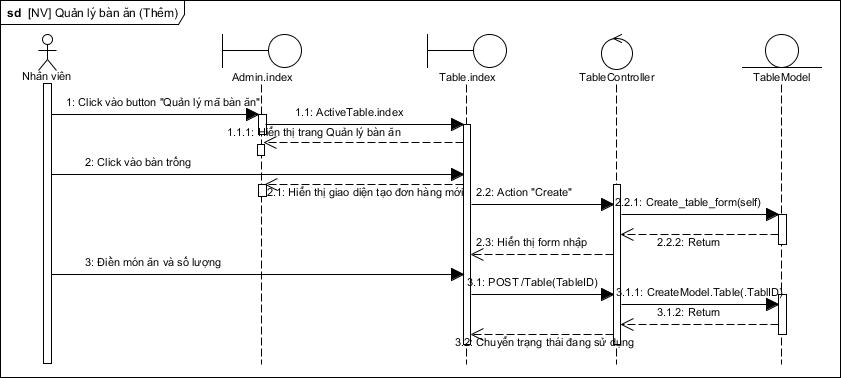 sd [NV] Quản lý bàn ăn (Thêm)
Nhân viên
Admin.index
Table.index
TableController
TableModel
1: Click vào button "Quản lý mã bàn ăn"
1.1: ActiveTable.index
1.1.1: Hiển thị trang Quản lý bàn ăn
2: Click vào bàn trống
2.1: Hiển thị giao diện tạo đơn hàng mới
2.2: Action "Create"
2.2.1: Create_table_form(self)
2.2.2: Return
2.3: Hiển thị form nhập
3: Điền món ăn và số lượng
3.1: POST /Table(TableID)
3.1.1: CreateModel.Table(.TablID)
3.1.2: Return
3.2: Chuyển trạng thái đang sử dụng